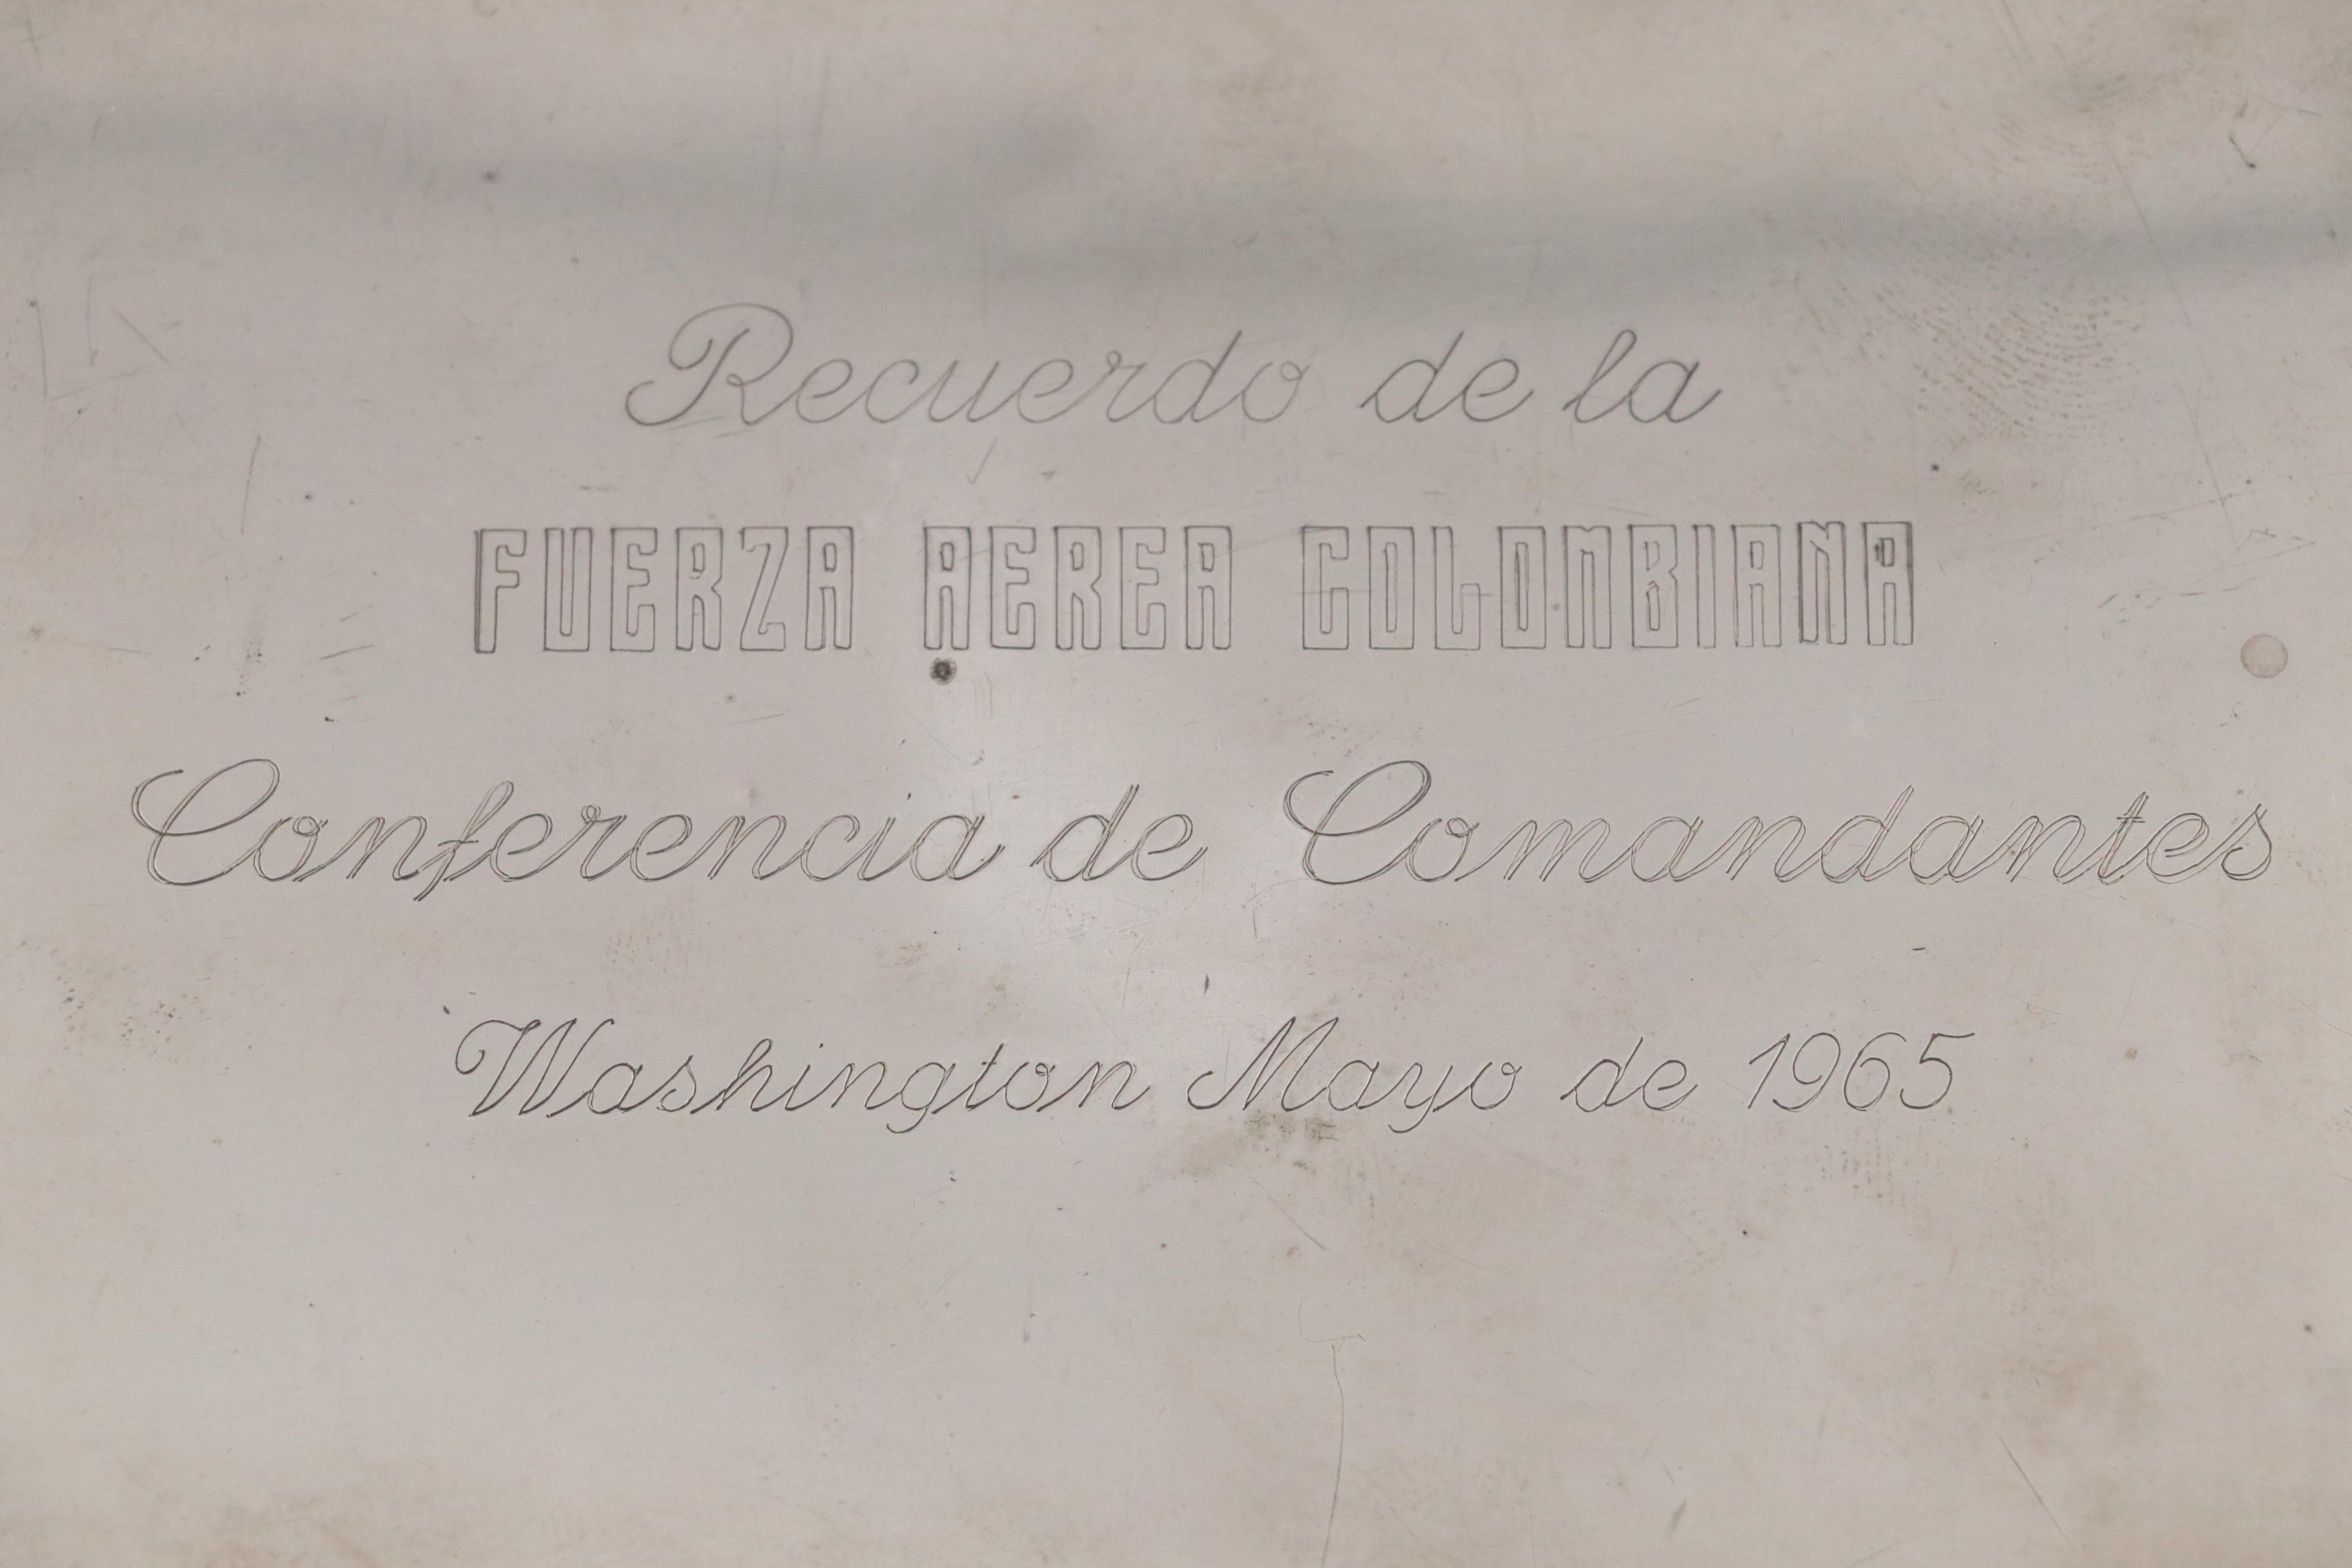 Recuerdo de la
FUERZA AEREA COLOMBIANA
Conferencia de Comandantes
Washington Mayo de 1965